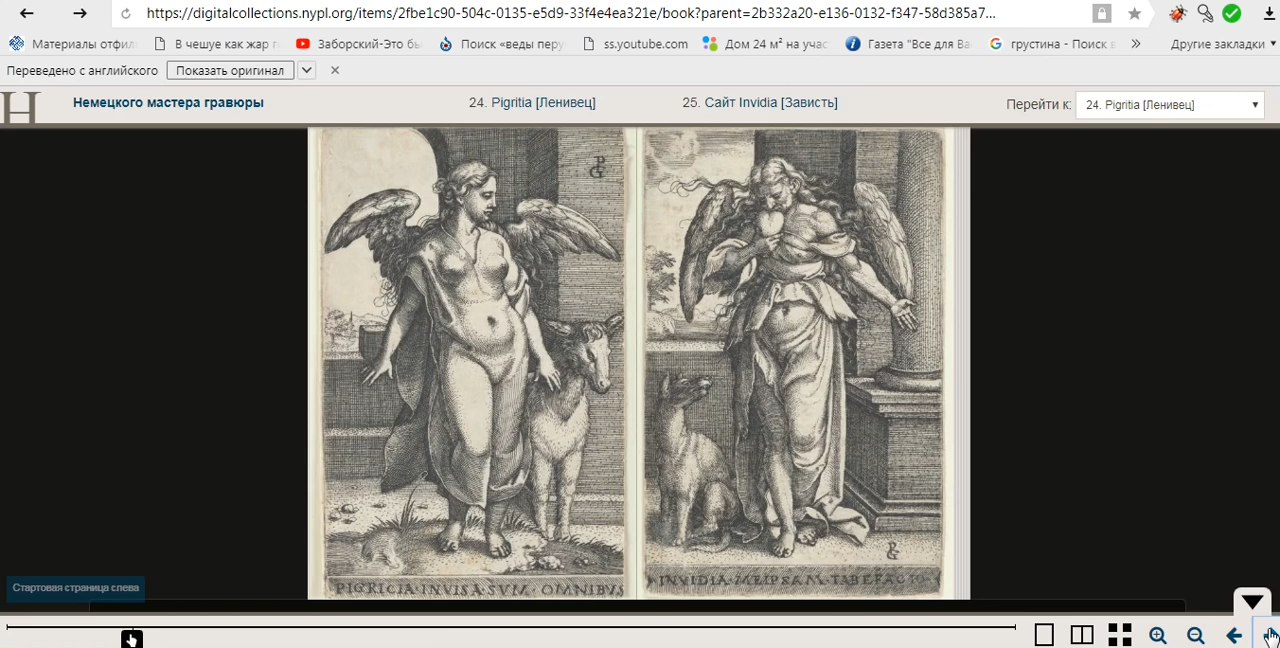 https://digitalcollections.nypl.org/items/2fbe1c90-504c-0135-e5d9-33f4e4ea321e/book?parent=2b332a20-e136-0132-f347-58d385a7...
Материалы отфил
В чешуе как жар г
Заборский-Это бы
Поиск «веды перу
ss.youtube.com
Дом 24 м² на учас
Газета "Все для Ва
грустина - Поиск в
Другие закладки
Переведено с английского
Показать оригинал
Н
Немецкого мастера гравюры
24. Pigritia [Ленивец]
25. Сайт Invidia [Зависть]
Перейти к:
24. Pigritia [Ленивец]
PG
PG
PIGRICIA·INVISA·SVM·OMNIBVS
INVIDIA·MEIPSAM·TABEFACIO
Стартовая страница слева